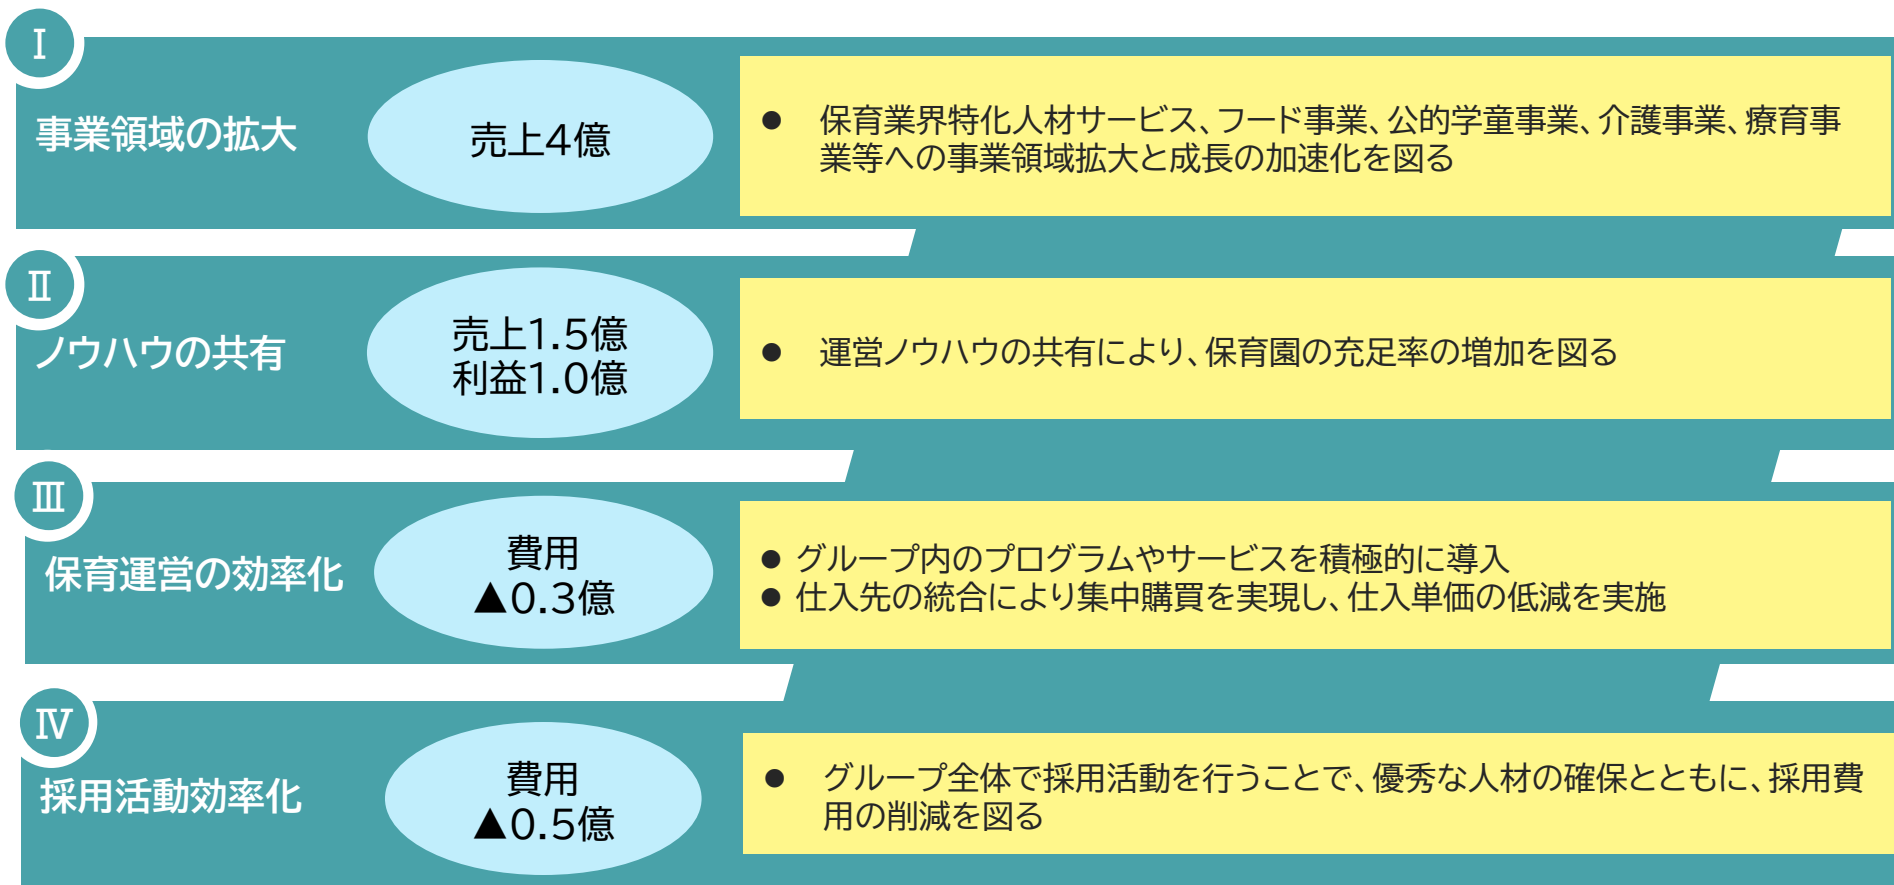 Ⅰ
事業領域の拡大
売上4億
● 保育業界特化人材サービス、フード事業、公的学童事業、介護事業、療育事
業等への事業領域拡大と成長の加速化を図る
Ⅱ
ノウハウの共有
売上1.5億
利益1.0億
● 運営ノウハウの共有により、保育園の充足率の増加を図る
Ⅲ
保育運営の効率化
費用
▲0.3億
● グループ内のプログラムやサービスを積極的に導入
● 仕入先の統合により集中購買を実現し、仕入単価の低減を実施
Ⅳ
採用活動効率化
費用
▲0.5億
● グループ全体で採用活動を行うことで、優秀な人材の確保とともに、採用費
用の削減を図る